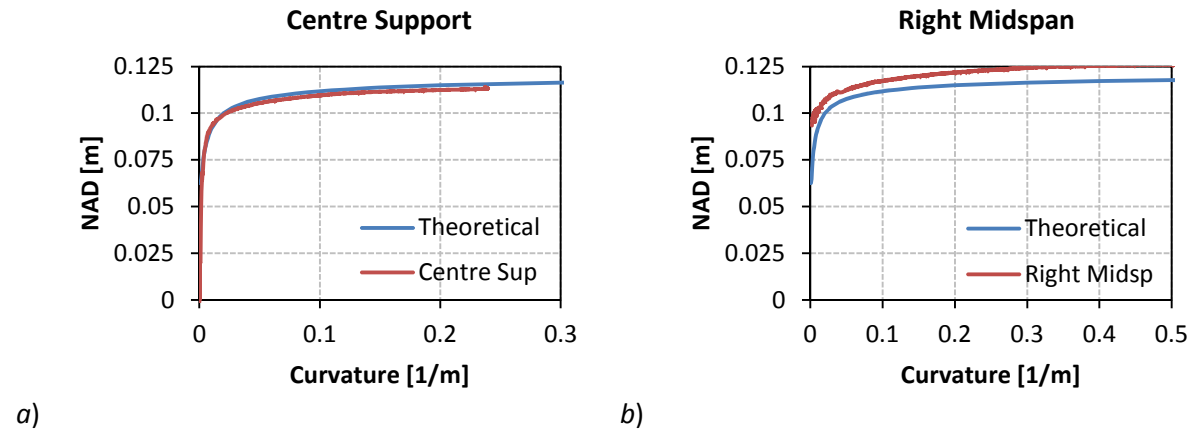 Centre Support
0.125
0.1
0.075
0.05
0.025
0
NAD [m]
Theoretical
Centre Sup
0 0.1 0.2 0.3
Curvature [1/m]
a)
Right Midspan
0.125
0.1
0.075
0.05
0.025
0
NAD [m]
Theoretical
Right Midsp
0 0.1 0.2 0.3 0.4 0.5
Curvature [1/m]
b)